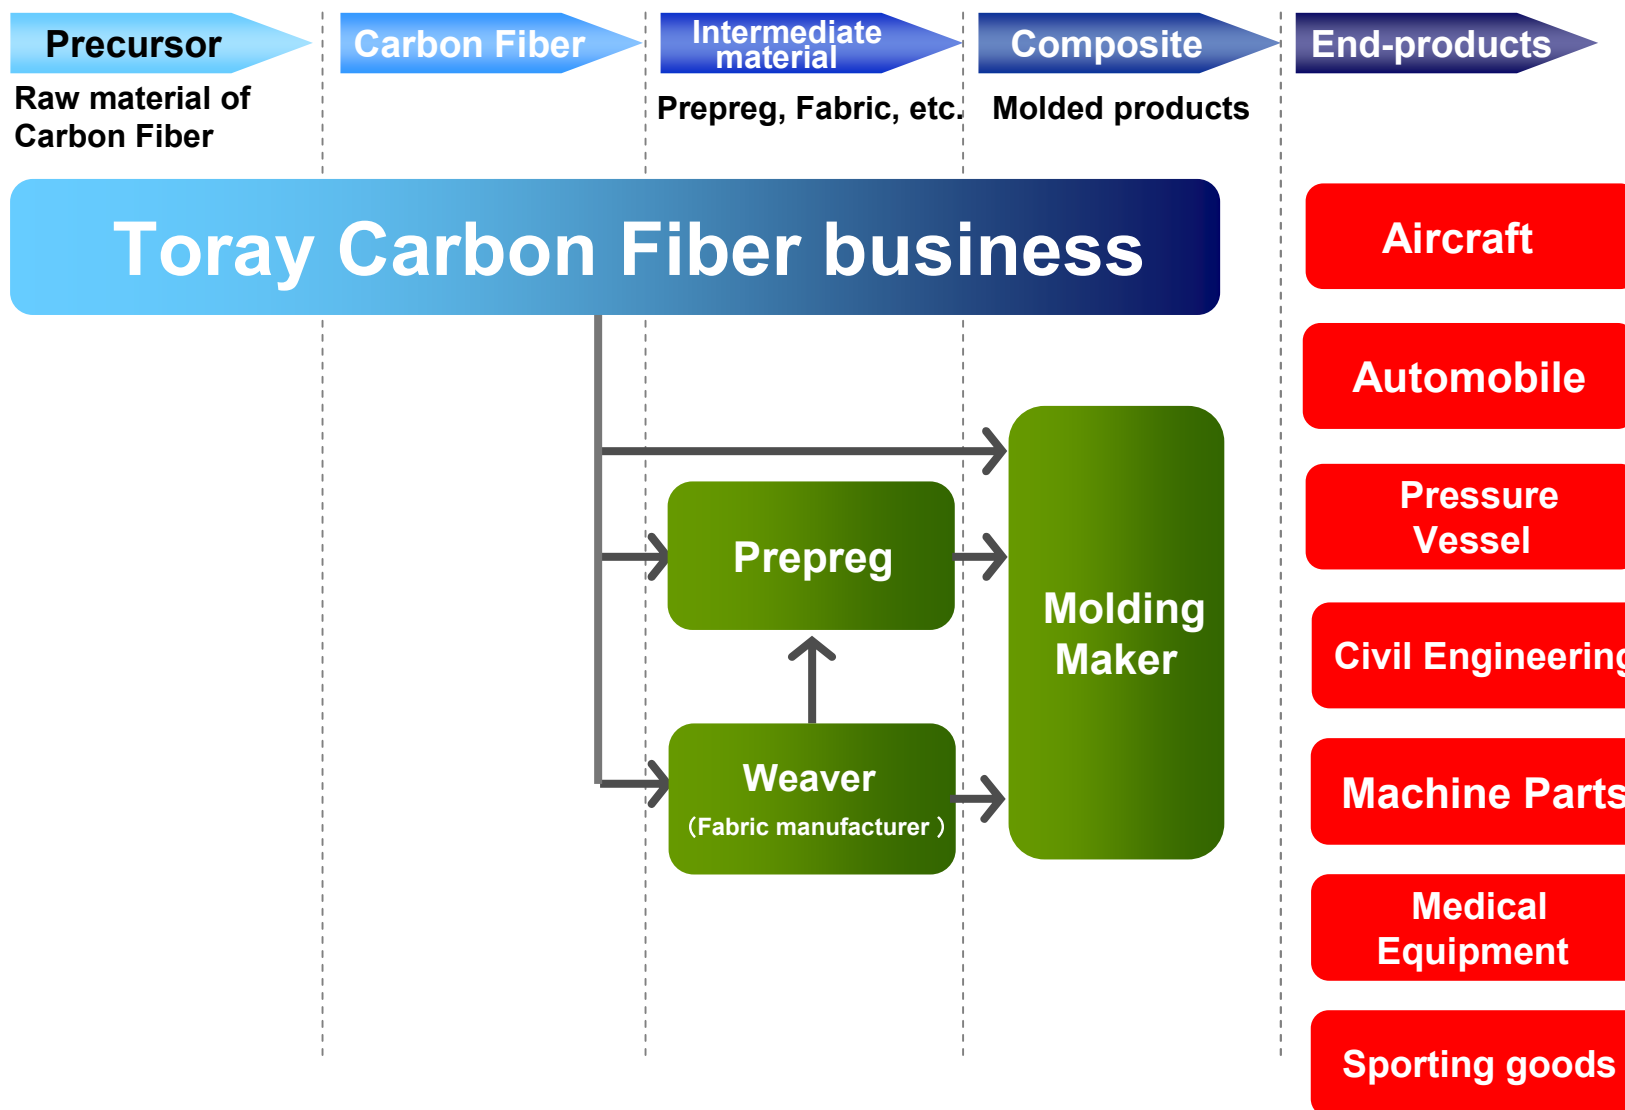 Precursor
Carbon Fiber
Intermediate
material
Composite
End-products
Raw material of
Carbon Fiber
Prepreg, Fabric, etc.
Molded products
Toray Carbon Fiber business
Aircraft
Automobile
Pressure
Vessel
Prepreg
Molding
Maker
Civil Engineering
Weaver
（Fabric manufacturer ）
Machine Parts
Medical
Equipment
Sporting goods